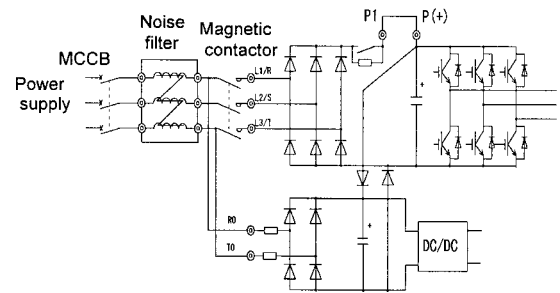 P1 P(+)
Noise
filter
Magnetic
contactor
MCCB
Power
supply
L1/R
L2/S
L3/T
+
R0
T0
+
DC/DC